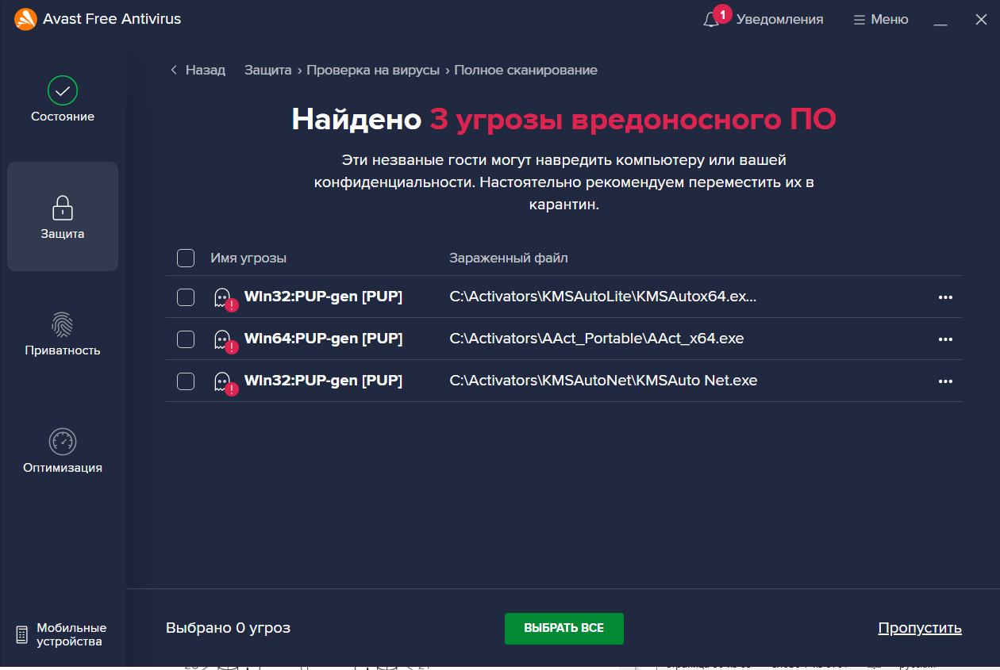 Avast Free Antivirus
1
Уведомления
Меню
Назад
Защита › Проверка на вирусы › Полное сканирование
Состояние
Защита
Приватность
Оптимизация
Мобильные
устройства
Найдено 3 угрозы вредоносного ПО
Эти незваные гости могут навредить компьютеру или вашей
конфиденциальности. Настоятельно рекомендуем переместить их в
карантин.
Имя угрозы Зараженный файл
WIn32:PUP-gen [PUP] C:\Activators\KMSAutoLite\KMSAutox64.ex...
WIn64:PUP-gen [PUP] C:\Activators\AAct_Portable\AAct_x64.exe
WIn32:PUP-gen [PUP] C:\Activators\KMSAutoNet\KMSAuto Net.exe
Выбрано 0 угроз
ВЫБРАТЬ ВСЕ
Пропустить